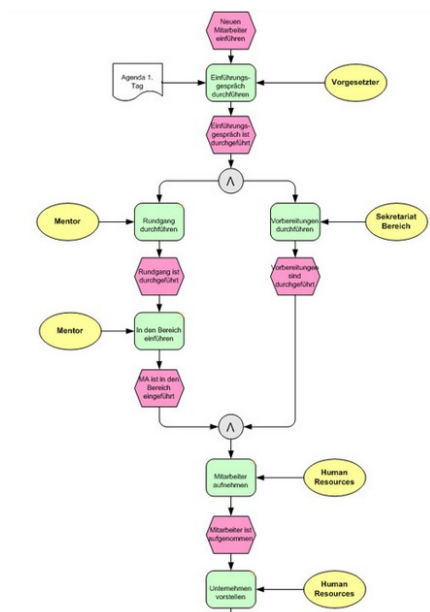 Neuen
Mitarbeiter
einführen
Agenda 1.
Tag
Einführungs-
gespräch
durchführen
Vorgesetzter
Einführungs-
gespräch ist
durchgeführt
Λ
Mentor
Rundgang
durchführen
Vorbereitungen
durchführen
Sekretariat
Bereich
Rundgang ist
durchgeführt
Vorbereitungen
sind
durchgeführt
Mentor
In den Bereich
einführen
MA ist in den
Bereich
eingeführt
Λ
Mitarbeiter
aufnehmen
Human
Resources
Mitarbeiter ist
aufgenommen
Unternehmen
vorstellen
Human
Resources